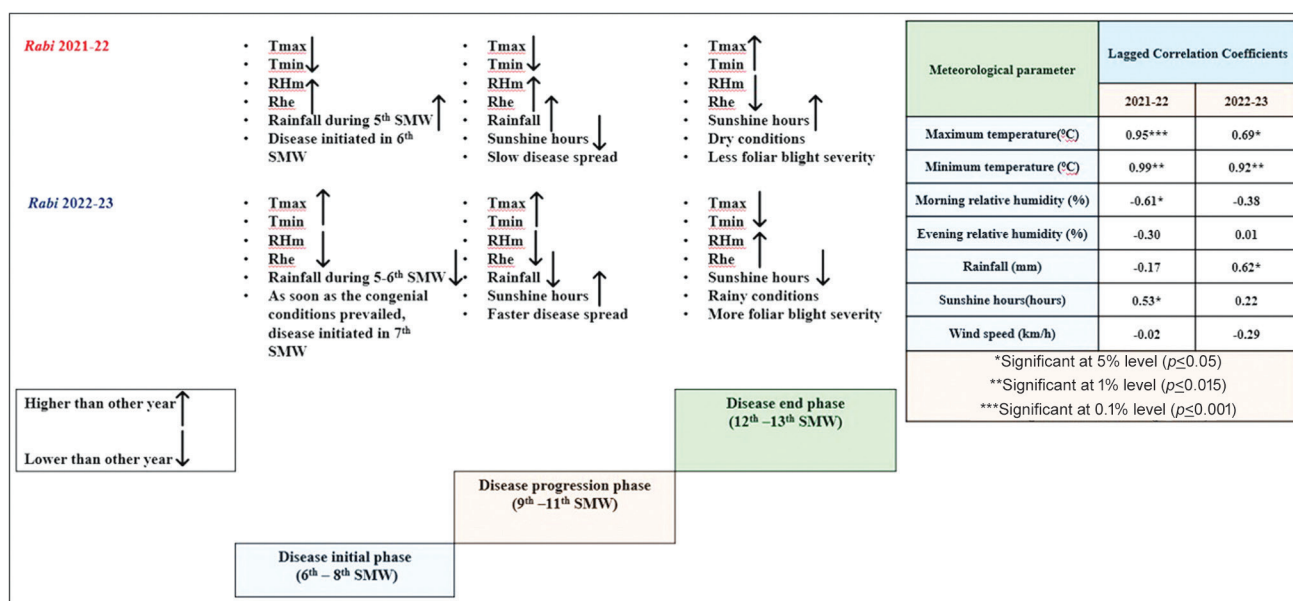 Rabi 2021-22
• Tmax↓
• Tmin
• RHm↑
• Rhe
• Rainfall during 5th SMW↑
• Disease initiated in 6th
SMW
• Tmax↓
• Tmin
• RHm↑
• Rhe
• Rainfall↑
• Sunshine hours↓
• Slow disease spread
• Tmax↑
• Tmin
• RHm↓
• Rhe
• Sunshine hours↑
• Dry conditions
• Less foliar blight severity
Rabi 2022-23
• Tmax↑
• Tmin
• RHm↓
• Rhe
• Rainfall during 5-6th SMW↓
• As soon as the congenial
conditions prevailed,
disease initiated in 7th
SMW
• Tmax↑
• Tmin
• RHm↓
• Rhe
• Rainfall↓
• Sunshine hours↑
• Faster disease spread
• Tmax↓
• Tmin
• RHm↑
• Rhe
• Sunshine hours↓
• Rainy conditions
• More foliar blight severity
Higher than other year↑
Lower than other year↓
Disease initial phase
(6th – 8th SMW)
Disease progression phase
(9th –11th SMW)
Disease end phase
(12th –13th SMW)
Meteorological parameter Lagged Correlation Coefficients
2021-22 2022-23
Maximum temperature(°C) 0.95*** 0.69*
Minimum temperature (°C) 0.99** 0.92**
Morning relative humidity (%) -0.61* -0.38
Evening relative humidity (%) -0.30 0.01
Rainfall (mm) -0.17 0.62*
Sunshine hours(hours) 0.53* 0.22
Wind speed (km/h) -0.02 -0.29
*Significant at 5% level (p≤0.05)
**Significant at 1% level (p≤0.015)
***Significant at 0.1% level (p≤0.001)